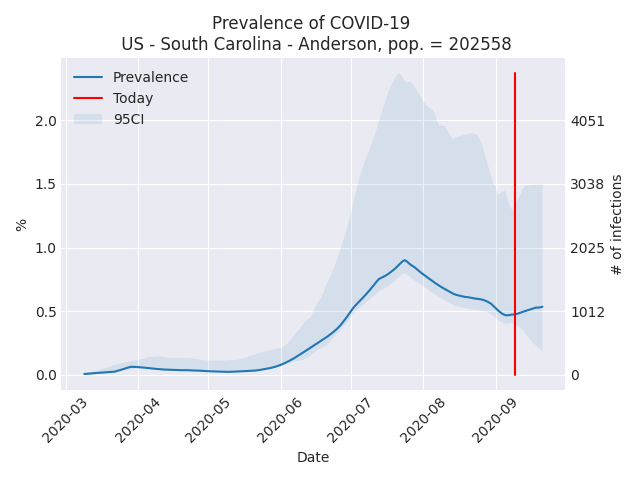 Prevalence of COVID-19
US - South Carolina - Anderson, pop. = 202558
Prevalence
Today
95CI
2.0
1.5
1.0
0.5
0.0
%
4051
3038
2025
1012
0
# of infections
2020-03
2020-04
2020-05
2020-06
2020-07
2020-08
2020-09
Date